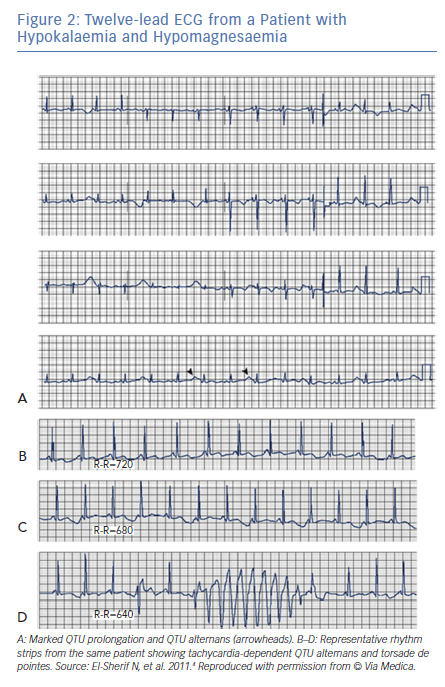 Figure 2: Twelve-lead ECG from a Patient with
Hypokalaemia and Hypomagnesaemia
A
B
R-R–720
C
R-R–680
D
R-R–640
A: Marked QTU prolongation and QTU alternans (arrowheads). B–D: Representative rhythm
strips from the same patient showing tachycardia-dependent QTU alternans and torsade de
pointes. Source: El-Sherif N, et al. 2011.⁴ Reproduced with permission from © Via Medica.